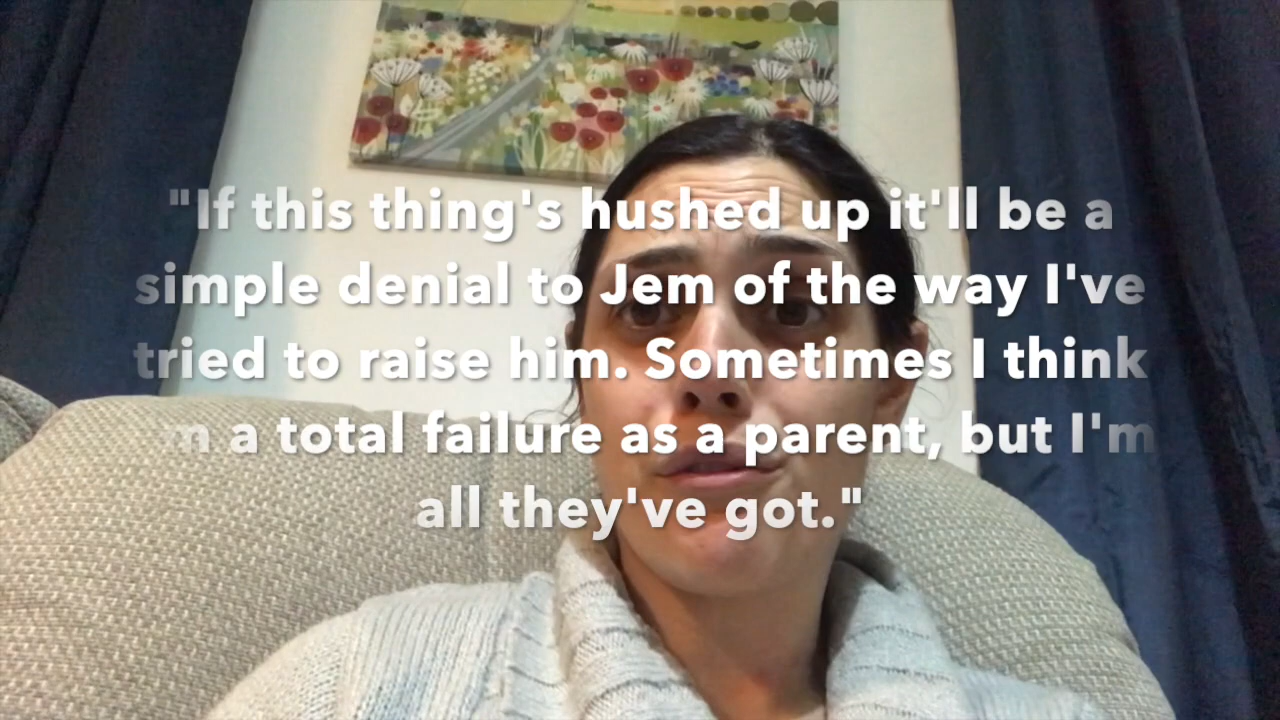 "If this thing's hushed up it'll be a
simple denial to Jem of the way I've
tried to raise him. Sometimes I think
m a total failure as a parent, but I'm
all they've got."